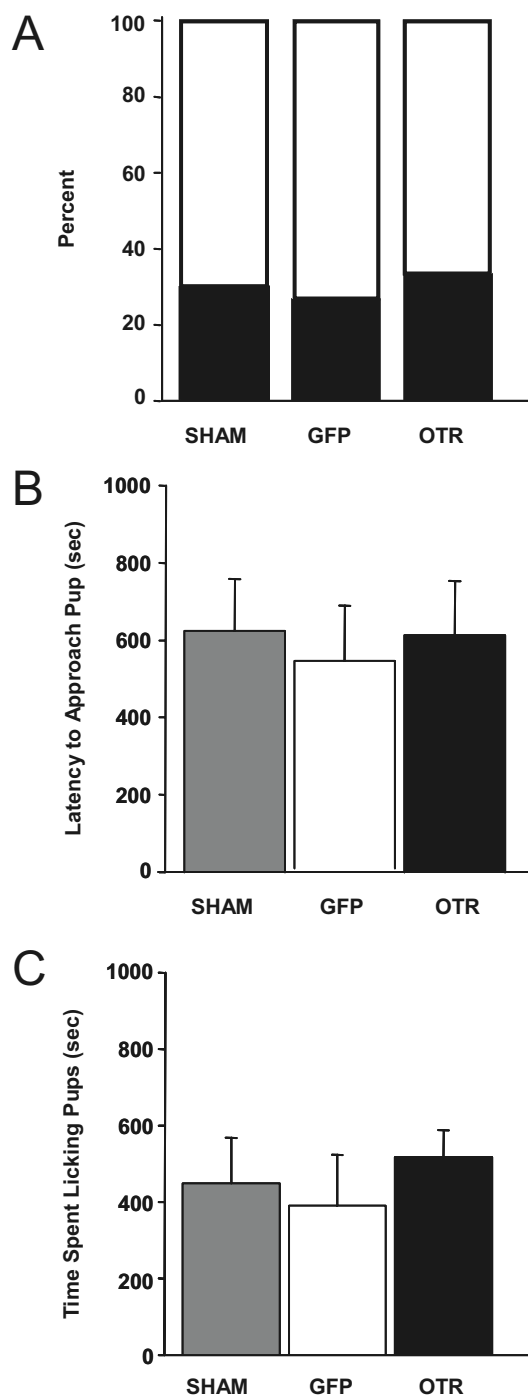 A
100
80
60
40
20
0
Percent
SHAM GFP OTR
B
1000
800
600
400
200
0
Latency to Approach Pup (sec)
SHAM GFP OTR
C
1000
800
600
400
200
0
Time Spent Licking Pups (sec)
SHAM GFP OTR